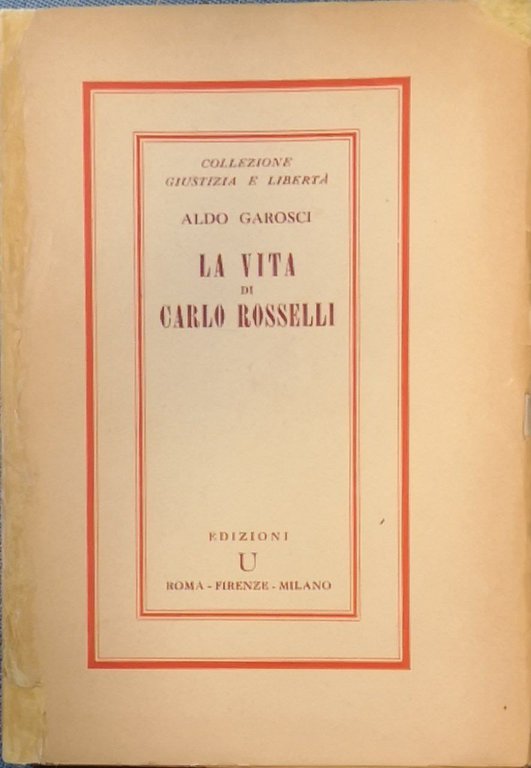 COLLEZIONE
GIUSTIZIA E LIBERTÀ
ALDO GAROSCI
LA VITA
DI
CARLO ROSSELLI
EDIZIONI
U
ROMA - FIRENZE - MILANO